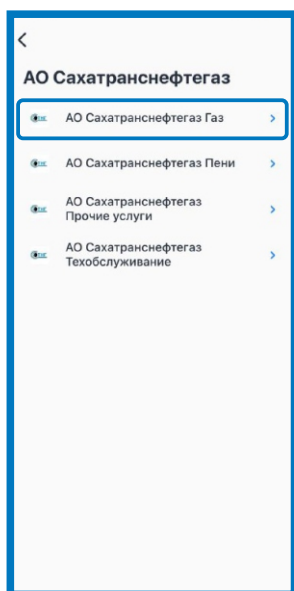 АО Сахатранснефтегаз
АО Сахатранснефтегаз Газ
АО Сахатранснефтегаз Пени
АО Сахатранснефтегаз
Прочие услуги
АО Сахатранснефтегаз
Техобслуживание